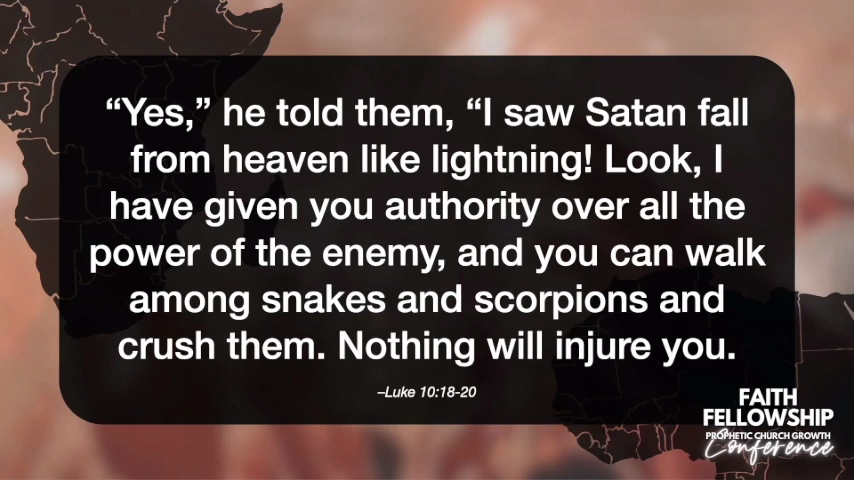 “Yes,” he told them, “I saw Satan fall
from heaven like lightning! Look, I
have given you authority over all the
power of the enemy, and you can walk
among snakes and scorpions and
crush them. Nothing will injure you.
–Luke 10:18-20
FAITH
FELLOWSHIP
PROPHETIC CHURCH GROWTH
Conference